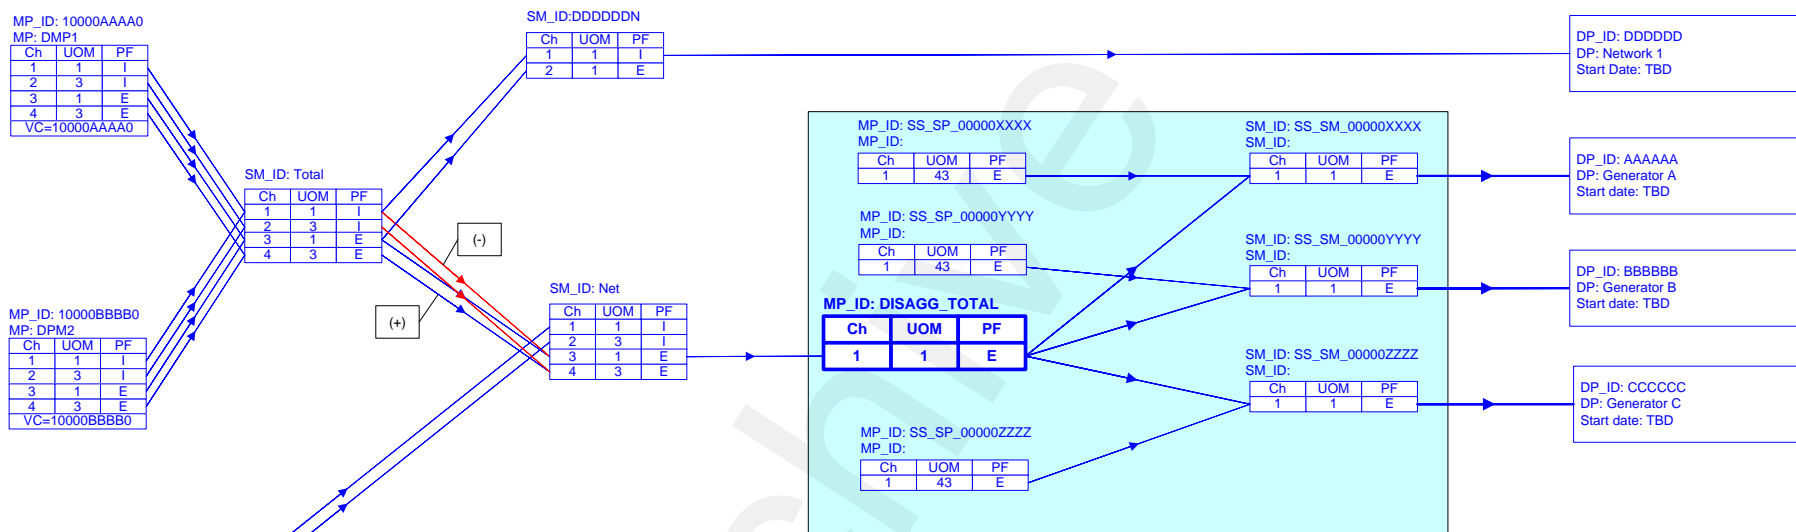 MP_ID: 10000AAAA0
MP: DMP1
Ch UOM PF
1 1 I
2 3 I
3 1 E
4 3 E
VC=10000AAAA0
SM_ID:DDDDDDN
Ch UOM PF
1 1 I
2 1 E
DP_ID: DDDDDD
DP: Network 1
Start Date: TBD
SM_ID: Total
Ch UOM PF
1 1 I
2 3 I
3 1 E
4 3 E
(-)
(+)
MP_ID: 10000BBBB0
MP: DPM2
Ch UOM PF
1 1 I
2 3 I
3 1 E
4 3 E
VC=10000BBBB0
SM_ID: Net
Ch UOM PF
1 1 I
2 3 I
3 1 E
4 3 E
MP_ID: SS_SP_00000XXXX
MP_ID:
Ch UOM PF
1 43 E
MP_ID: SS_SP_00000YYYY
MP_ID:
Ch UOM PF
1 43 E
MP_ID: DISAGG_TOTAL
Ch UOM PF
1 1 E
MP_ID: SS_SP_00000ZZZZ
MP_ID:
Ch UOM PF
1 43 E
SM_ID: SS_SM_00000XXXX
SM_ID:
Ch UOM PF
1 1 E
SM_ID: SS_SM_00000YYYY
SM_ID:
Ch UOM PF
1 1 E
SM_ID: SS_SM_00000ZZZZ
SM_ID:
Ch UOM PF
1 1 E
DP_ID: AAAAAA
DP: Generator A
Start date: TBD
DP_ID: BBBBBB
DP: Generator B
Start date: TBD
DP_ID: CCCCCC
DP: Generator C
Start date: TBD